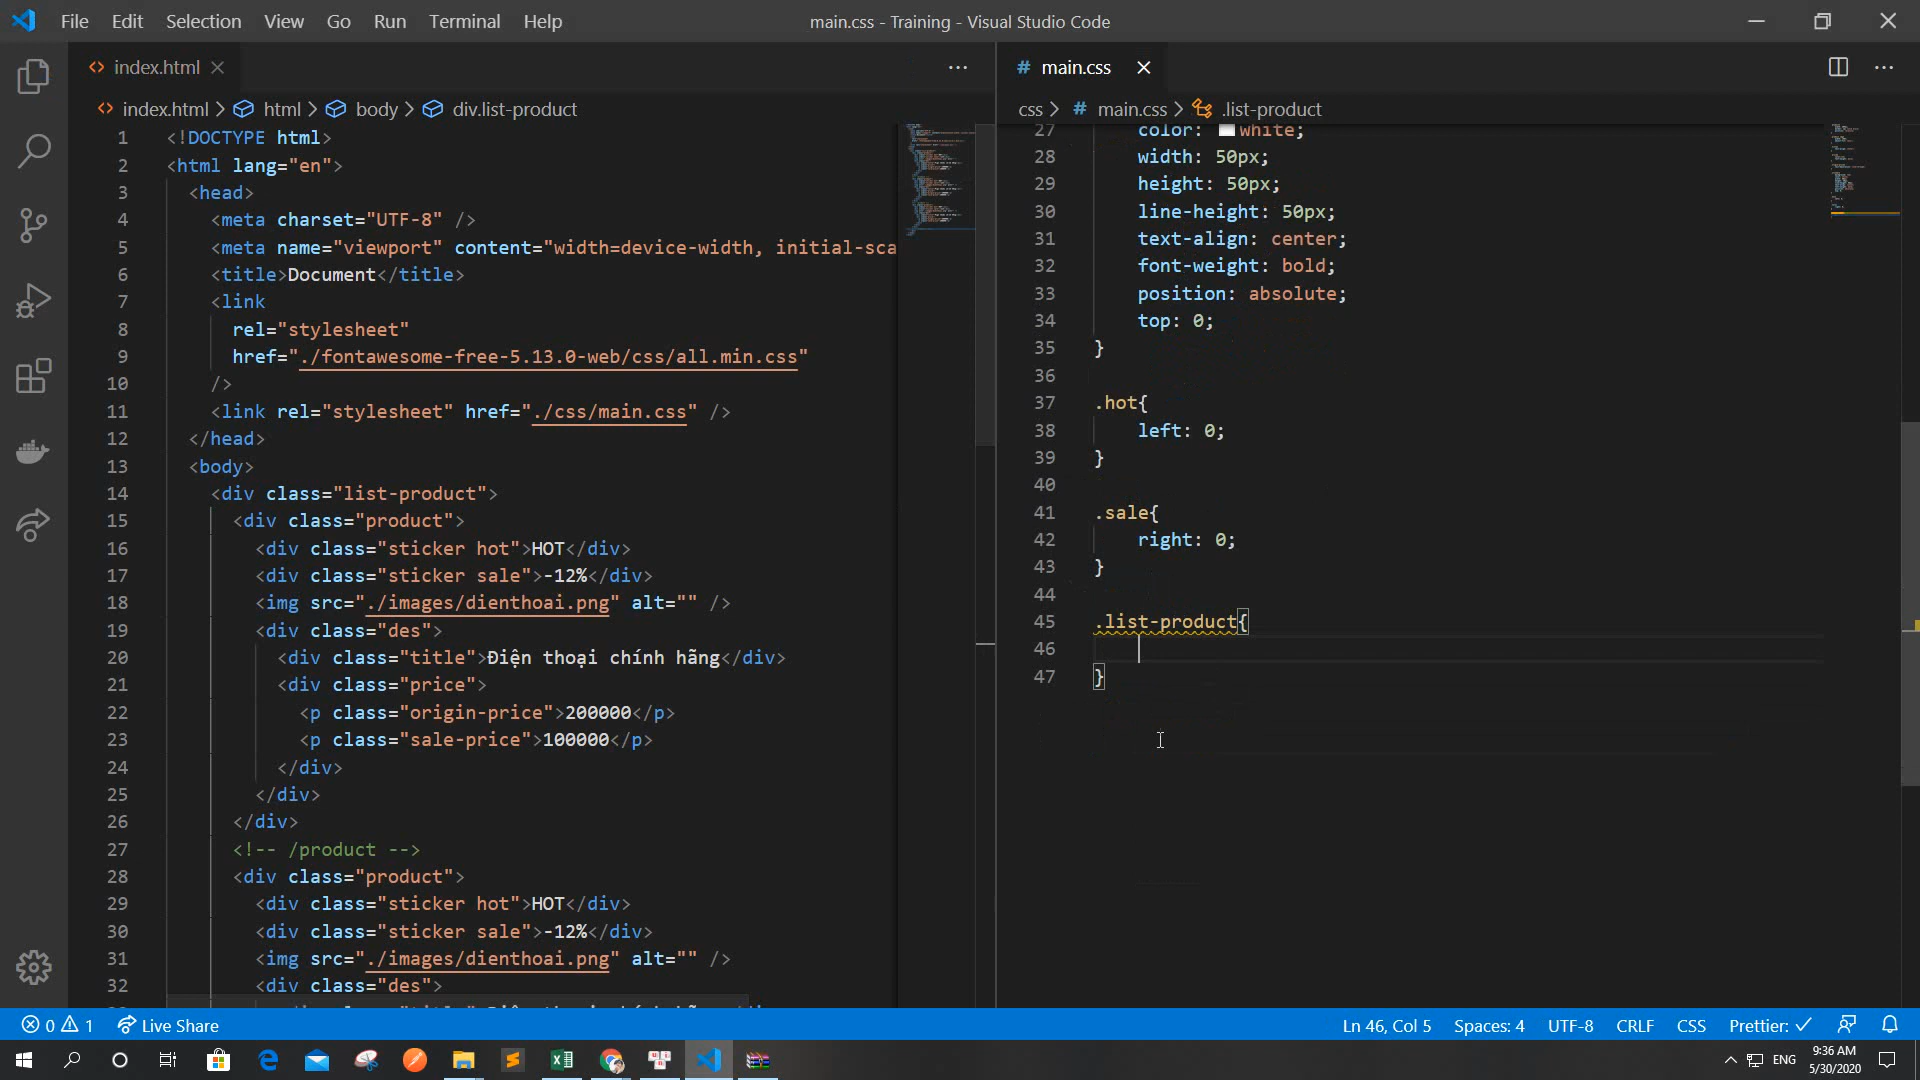 File Edit Selection View Go Run Terminal Help
main.css - Training - Visual Studio Code
index.html
index.html > html > body > div.list-product
1 <!DOCTYPE html>
2 <html lang="en">
3 <head>
4 <meta charset="UTF-8" />
5 <meta name="viewport" content="width=device-width, initial-sca
6 <title>Document</title>
7 <link
8 rel="stylesheet"
9 href="./fontawesome-free-5.13.0-web/css/all.min.css"
10 />
11 <link rel="stylesheet" href="./css/main.css" />
12 </head>
13 <body>
14 <div class="list-product">
15 <div class="product">
16 <div class="sticker hot">HOT</div>
17 <div class="sticker sale">-12%</div>
18 <img src="./images/dienthoai.png" alt="" />
19 <div class="des">
20 <div class="title">Điện thoại chính hãng</div>
21 <div class="price">
22 <p class="origin-price">200000</p>
23 <p class="sale-price">100000</p>
24 </div>
25 </div>
26 </div>
27 <!-- /product -->
28 <div class="product">
29 <div class="sticker hot">HOT</div>
30 <div class="sticker sale">-12%</div>
31 <img src="./images/dienthoai.png" alt="" />
32 <div class="des">
# main.css
css > # main.css > .list-product
27 color: white;
28 width: 50px;
29 height: 50px;
30 line-height: 50px;
31 text-align: center;
32 font-weight: bold;
33 position: absolute;
34 top: 0;
35 }
36
37 .hot{
38 left: 0;
39 }
40
41 .sale{
42 right: 0;
43 }
44
45 .list-product{
46
47 }
0 1 Live Share
Ln 46, Col 5 Spaces: 4 UTF-8 CRLF CSS Prettier: ✓
ENG
9:36 AM
5/30/2020